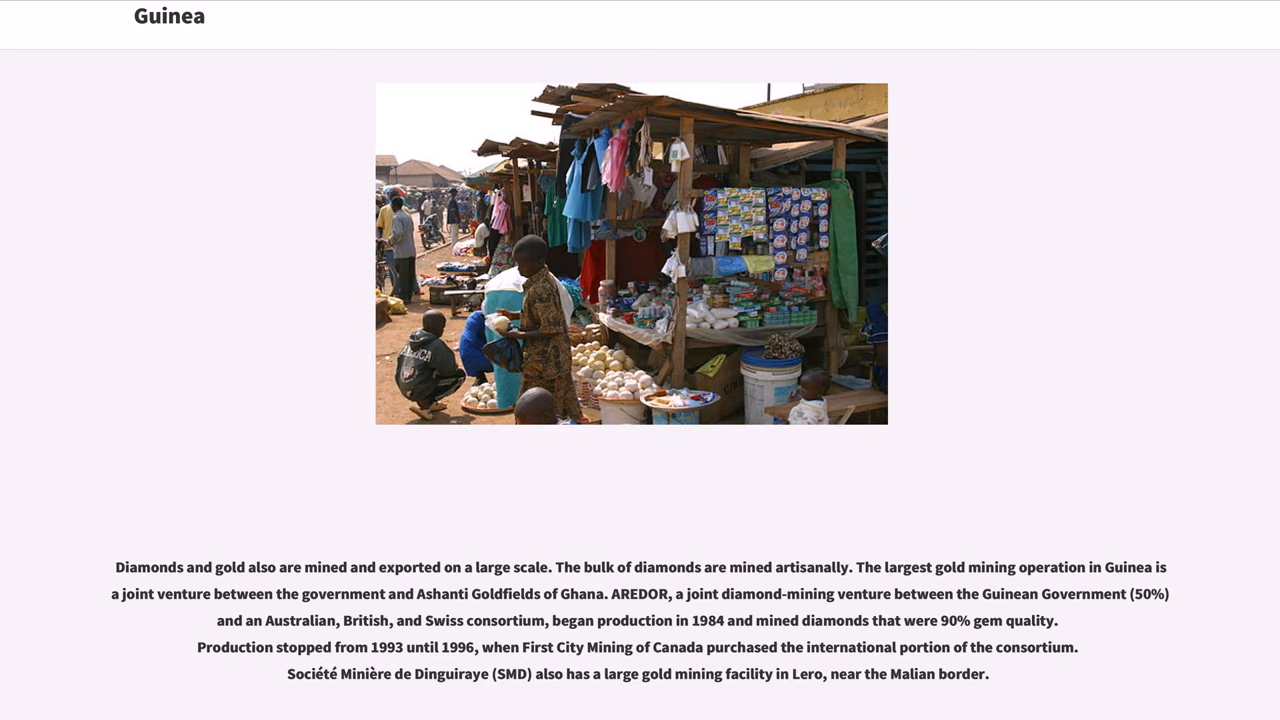 Guinea
AMERICA
Diamonds and gold also are mined and exported on a large scale. The bulk of diamonds are mined artisanally. The largest gold mining operation in Guinea is
a joint venture between the government and Ashanti Goldfields of Ghana. AREDOR, a joint diamond-mining venture between the Guinean Government (50%)
and an Australian, British, and Swiss consortium, began production in 1984 and mined diamonds that were 90% gem quality.
Production stopped from 1993 until 1996, when First City Mining of Canada purchased the international portion of the consortium.
Société Minière de Dinguiraye (SMD) also has a large gold mining facility in Lero, near the Malian border.